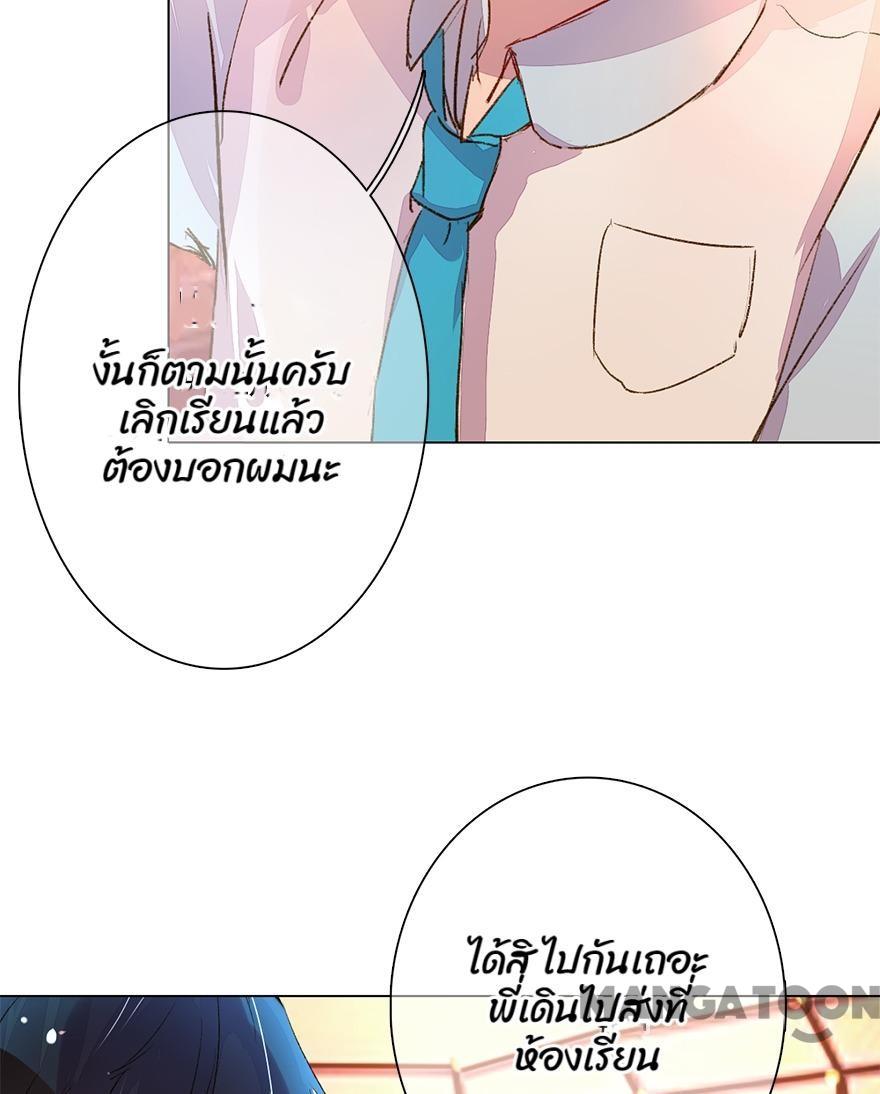 งั้นก็ตามนั้นครับ
เลิกเรียนแล้ว
ต้องบอกผมนะ
ได้สิ ไปกันเถอะ
พี่เดินไปส่งที่
ห้องเรียน
MANGATOON